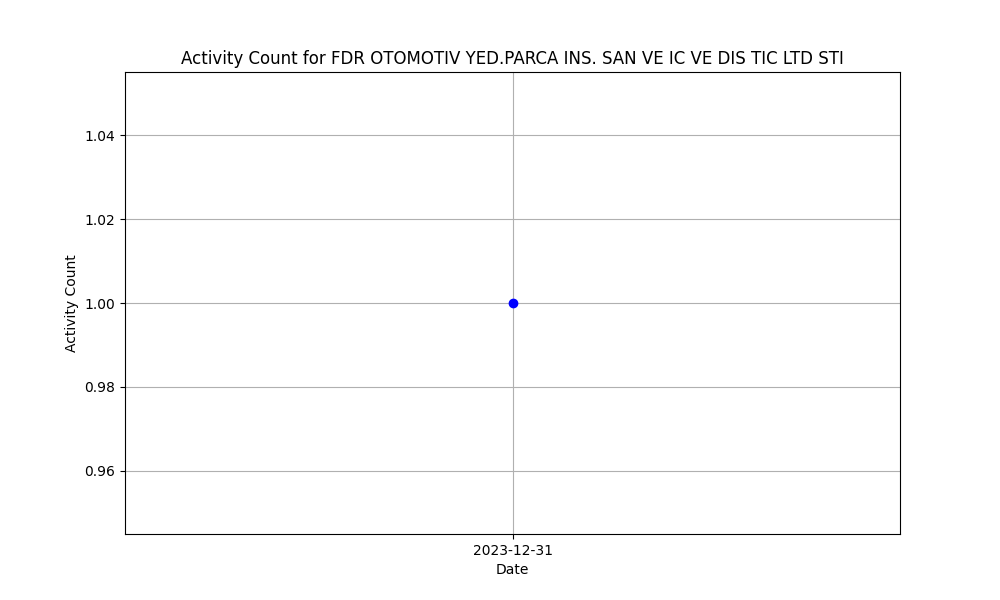 Activity Count for FDR OTOMOTIV YED.PARCA INS. SAN VE IC VE DIS TIC LTD STI
1.04
1.02
1.00
0.98
0.96
Activity Count
2023-12-31
Date